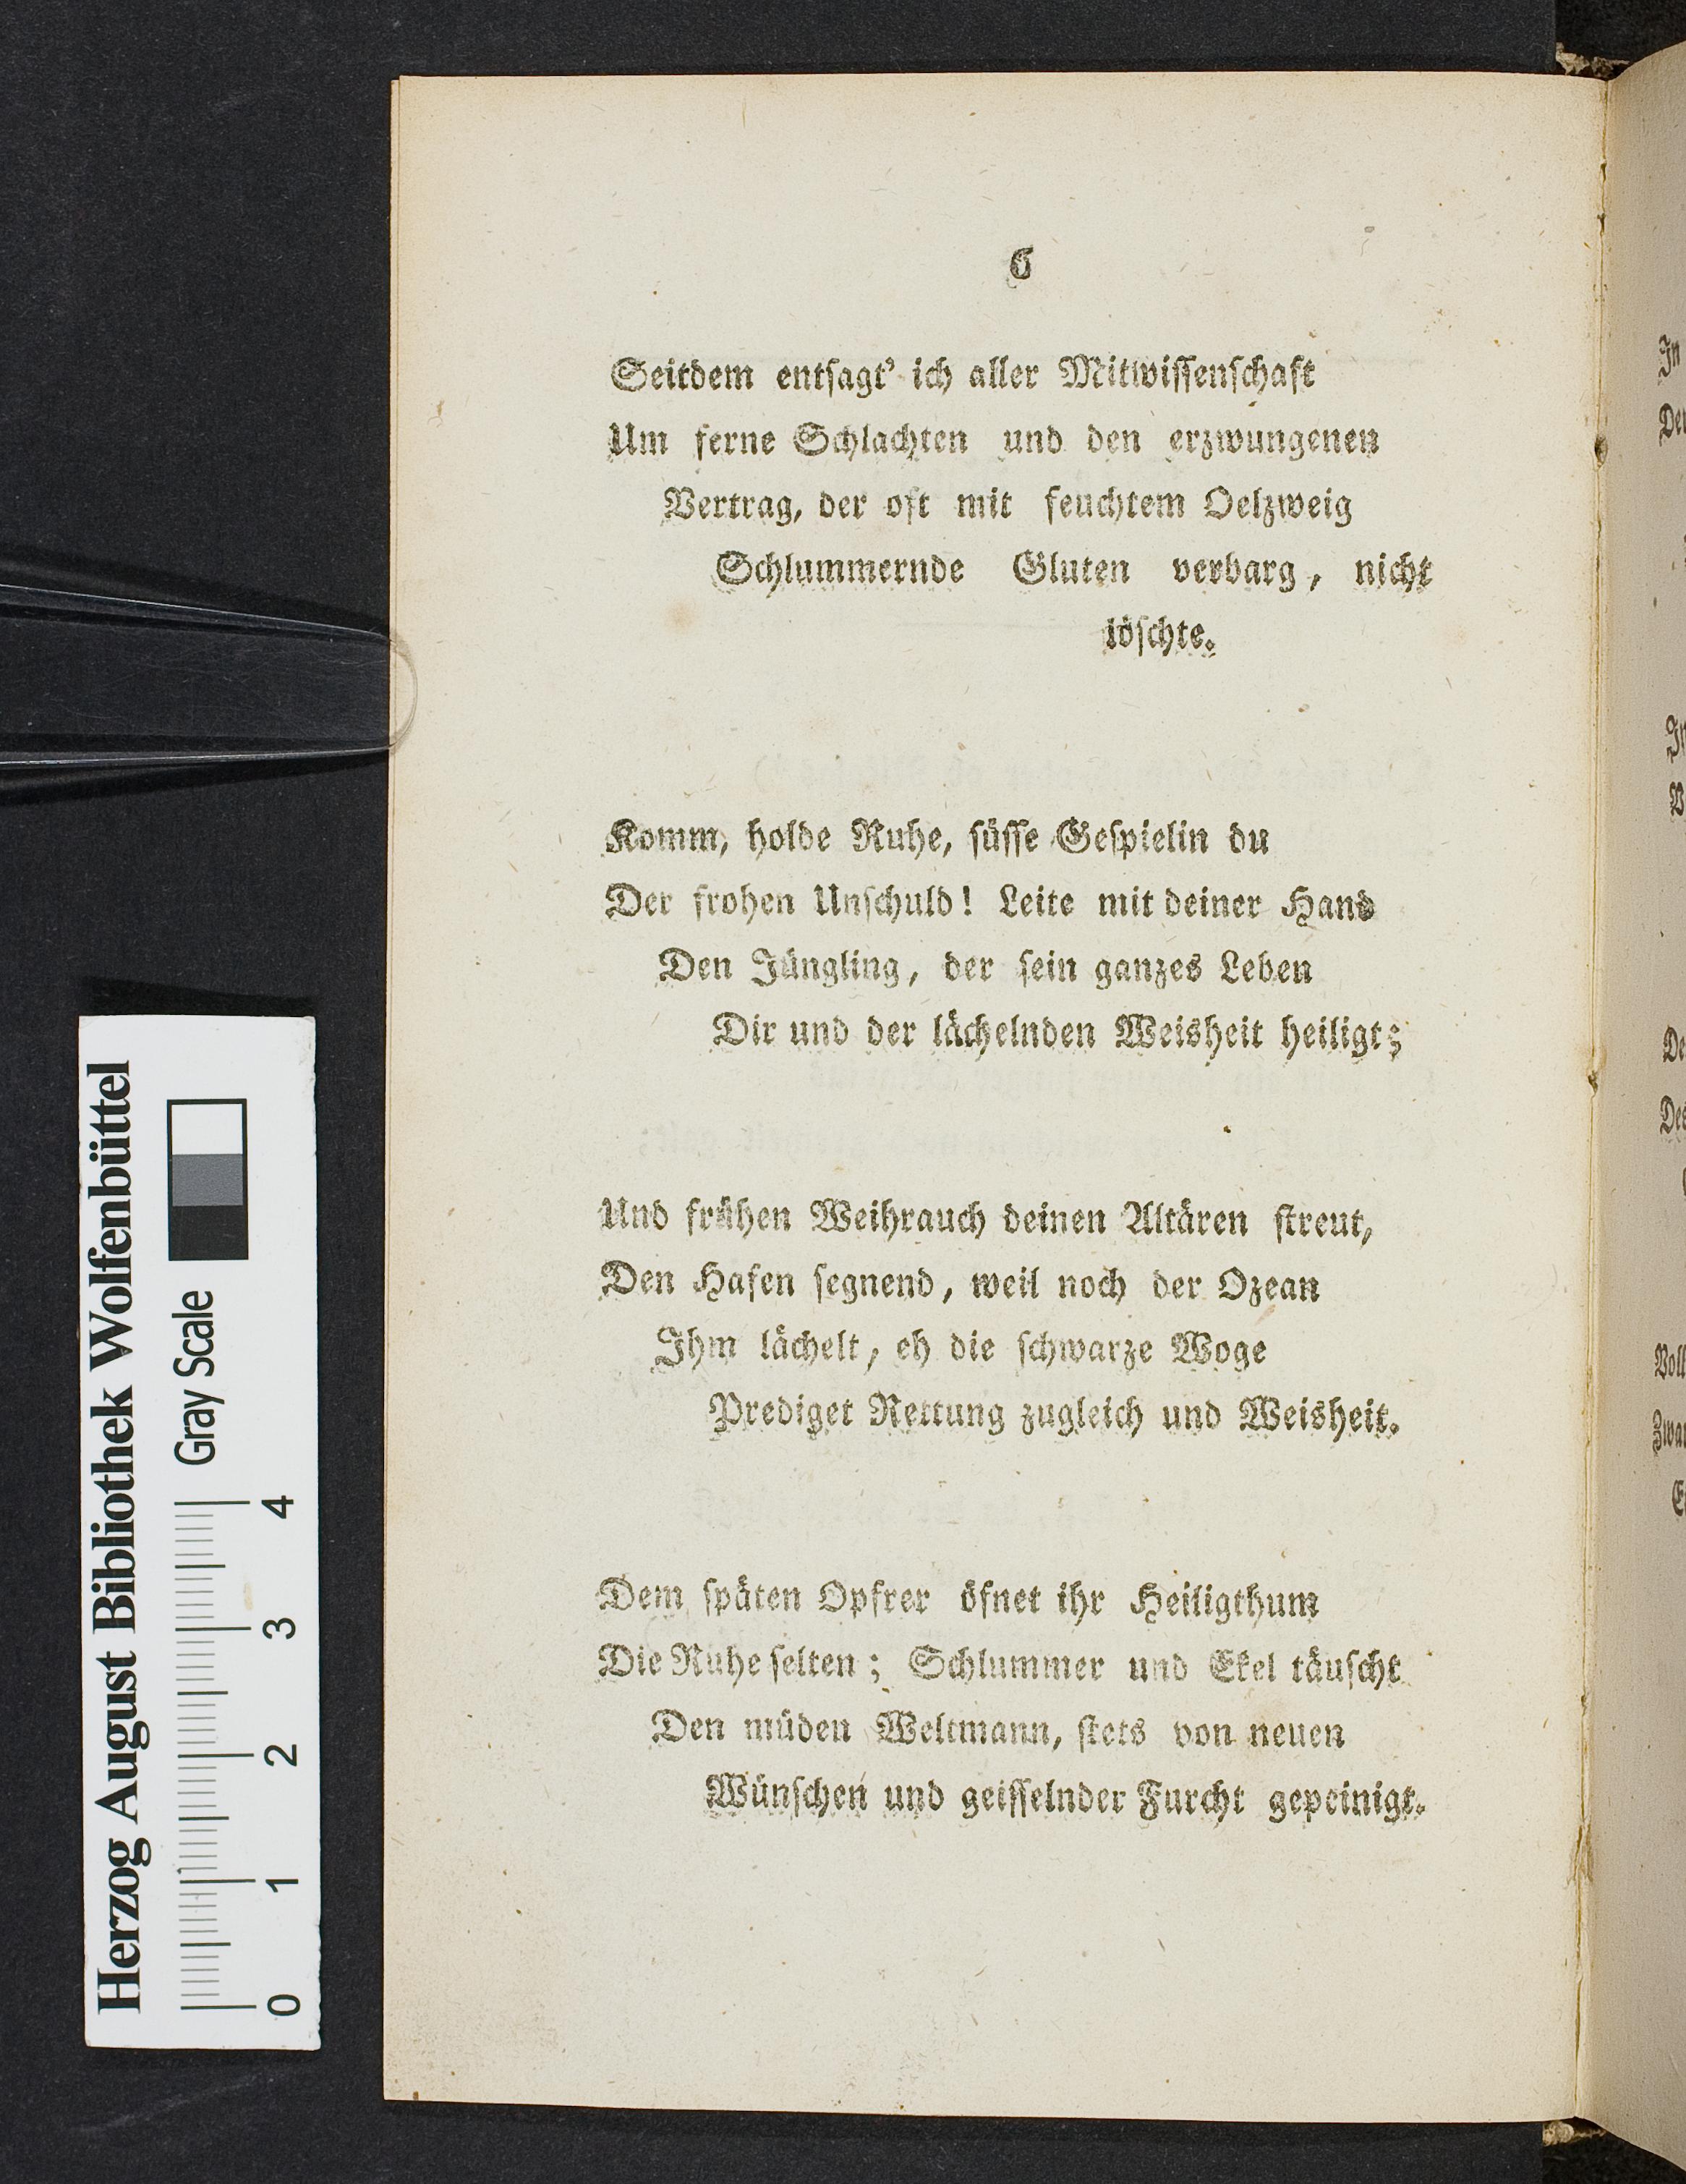 6
Seitdem entsagt' ich aller Mitwissenschaft
Um ferne Schlachten und den erzwungenen
Vertrag, der oft mit feuchtem Oelzweig
Schlummernde Gluten verbarg, nicht
löschte.
Komm, holde Ruhe, süsse Gespielin du
Der frohen Unschuld! Leite mit deiner Hand
Den Jüngling, der sein ganzes Leben
Dir und der lächelnden Weisheit heiligt;
Und frühen Weihrauch deinen Altären streut,
Den Hafen segnend, weil noch der Ozean
Ihm lächelt, eh die schwarze Woge
Prediget Rettung zugleich und Weisheit.
Dem späten Opfrer öfnet ihr Heiligthum
Die Ruhe selten; Schlummer und Ekel täuscht
Den müden Weltmann, stets von neuen
Wünschen und geisselnder Furcht gepeinigt.
Herzog August Bibliothek Wolfenbüttel
Gray Scale
0 1 2 3 4
In
In